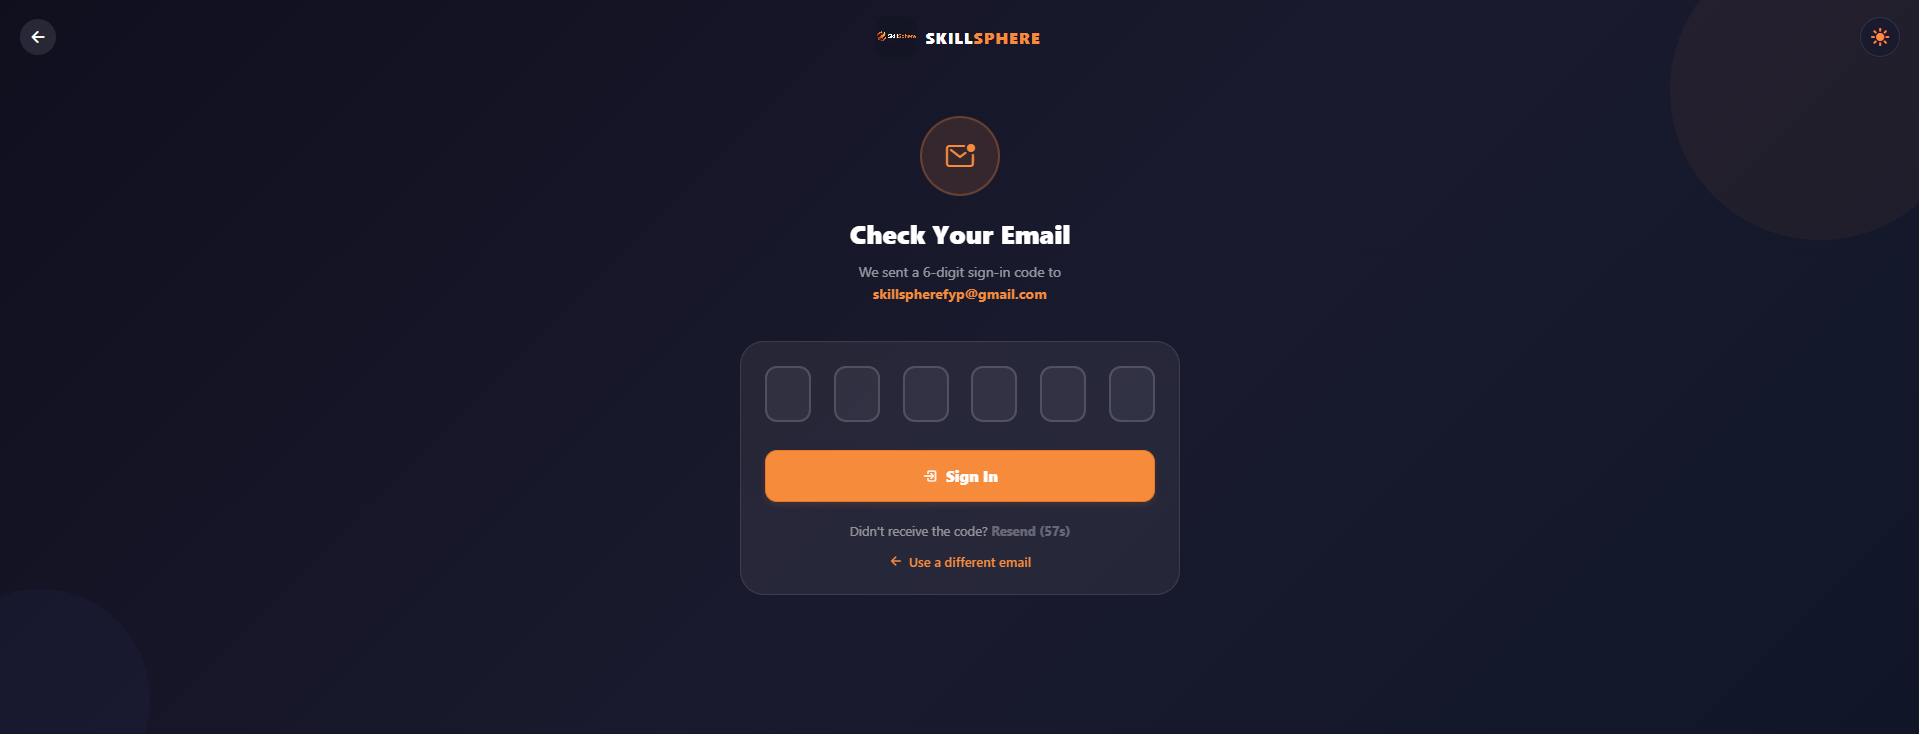 SkillSphere SKILLSPHERE
Check Your Email
We sent a 6-digit sign-in code to
skillspherefyp@gmail.com
Sign In
Didn't receive the code? Resend (57s)
Use a different email